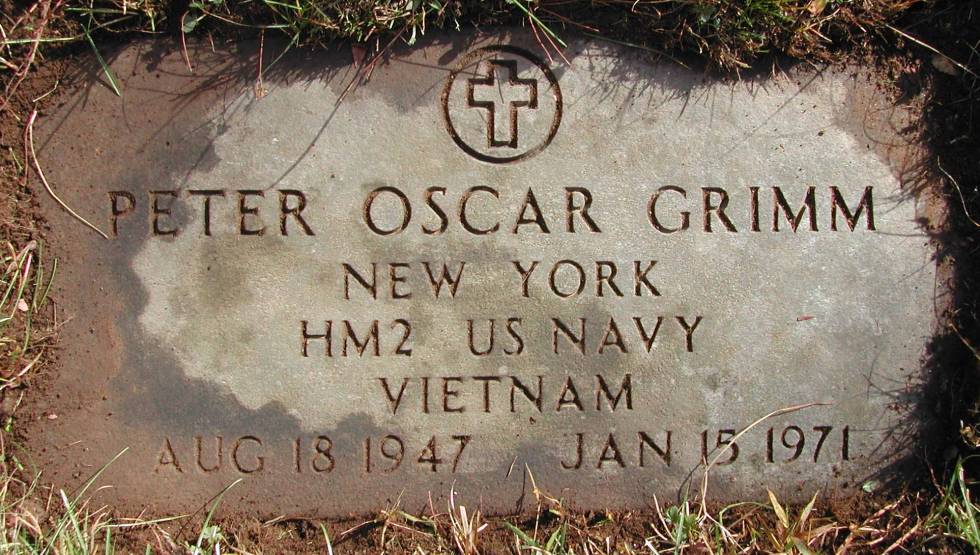 PETER OSCAR GRIMM
NEW YORK
HM2 US NAVY
VIETNAM
AUG 18 1947 JAN 15 1971